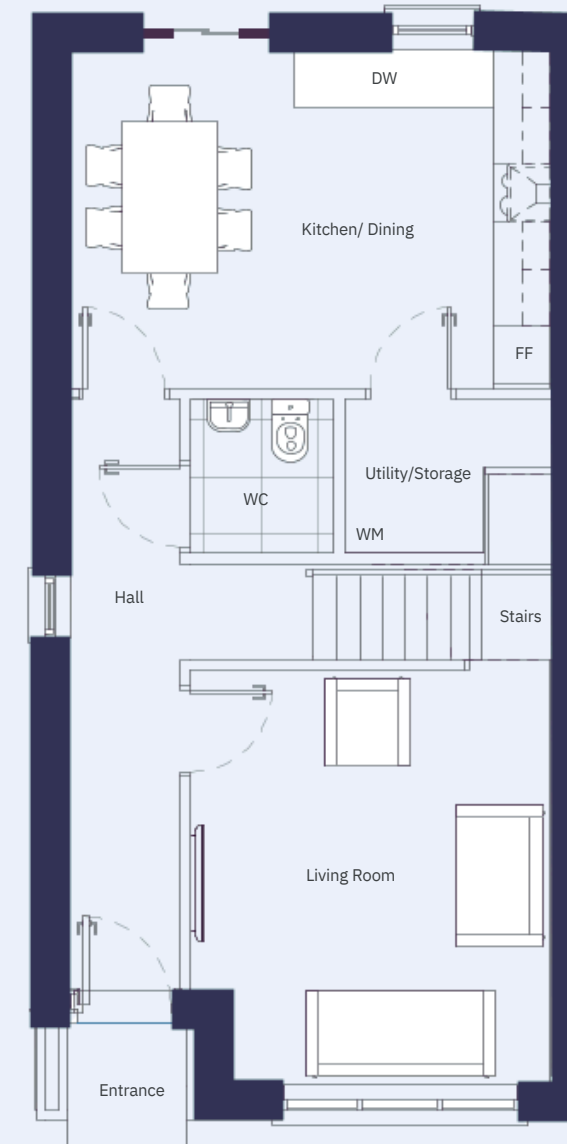 DW
Kitchen/ Dining
FF
Utility/Storage
WC
WM
Hall
Stairs
Living Room
Entrance